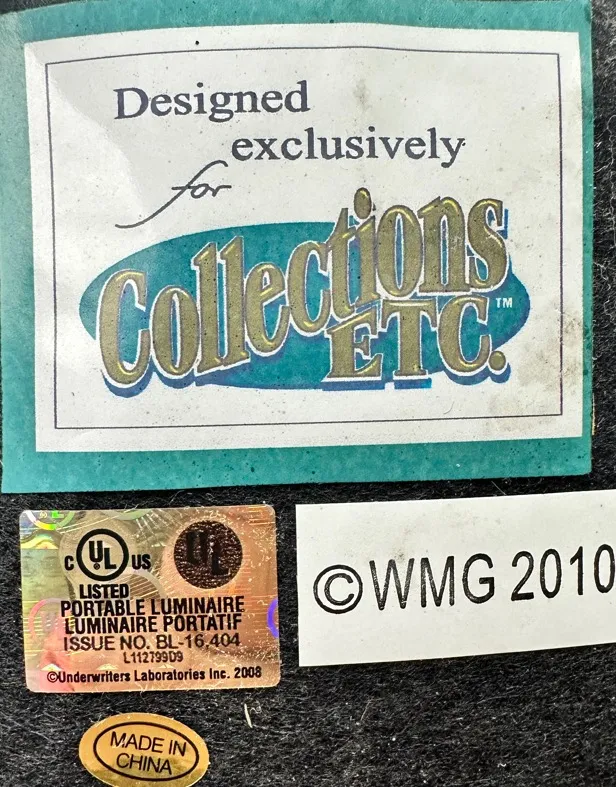 Designed
exclusively
for
Collections
ETC.™
C UL US
UL
LISTED
PORTABLE LUMINAIRE
LUMINAIRE PORTATIF
ISSUE NO. BL-16,404
L112799D9
©Underwriters Laboratories Inc. 2008
©WMG 2010
MADE IN
CHINA